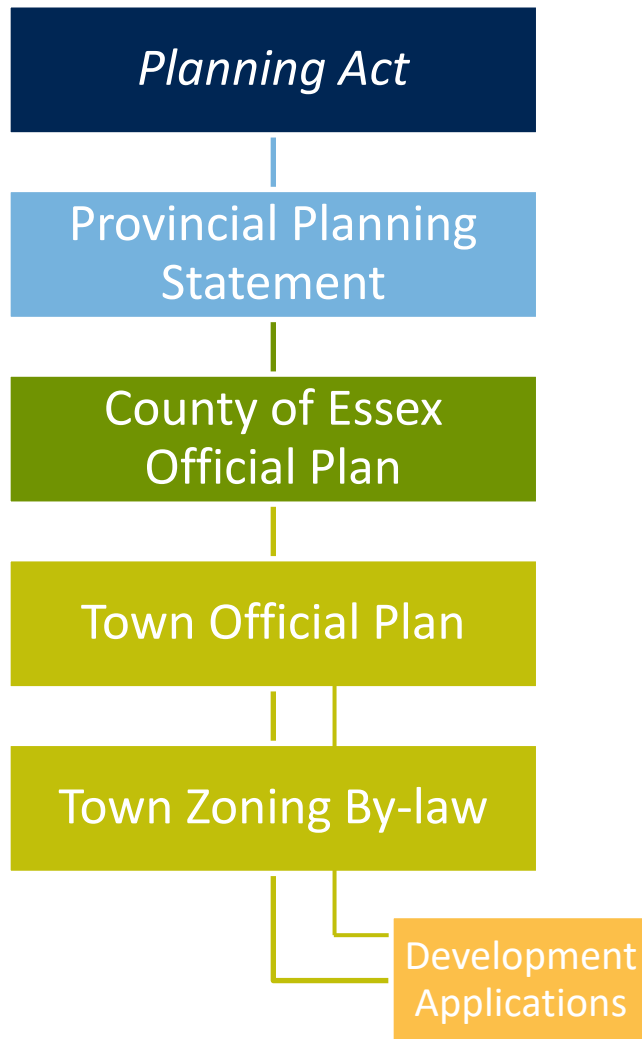 Planning Act
Provincial Planning
Statement
County of Essex
Official Plan
Town Official Plan
Town Zoning By-law
Development
Applications